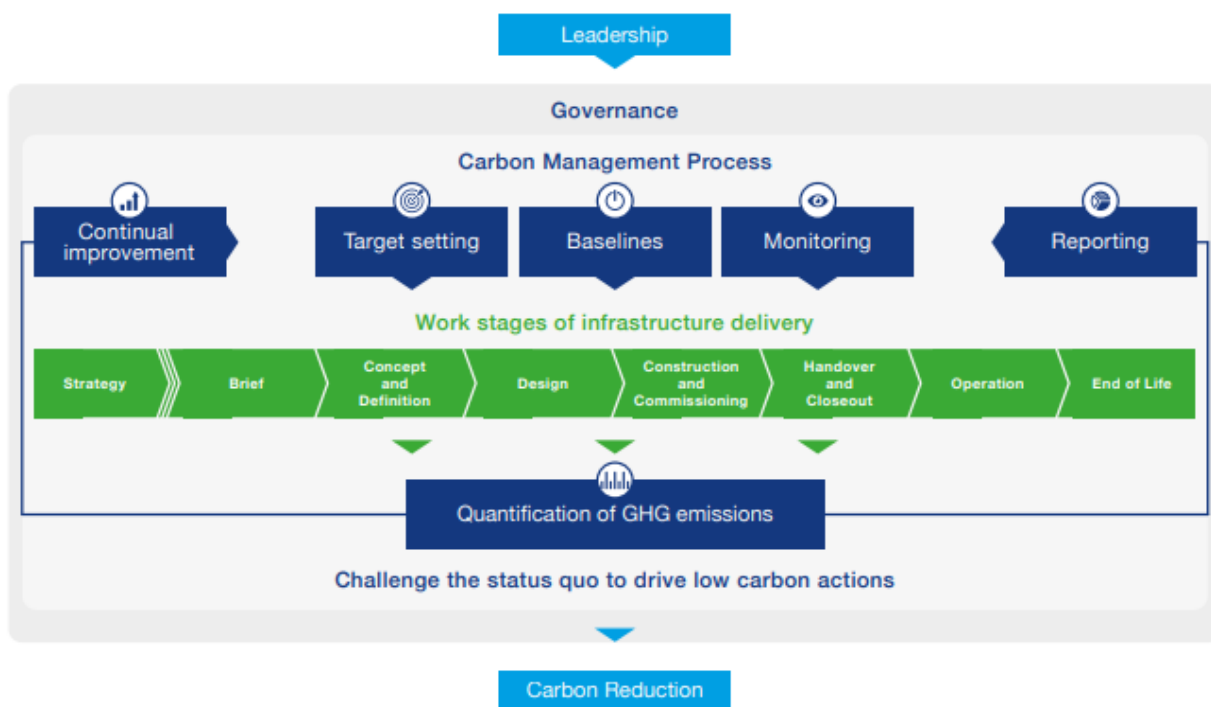 Leadership
Governance
Carbon Management Process
Continual
improvement
Target setting
Baselines
Monitoring
Reporting
Work stages of infrastructure delivery
Strategy
Brief
Concept
and
Definition
Design
Construction
and
Commissioning
Handover
and
Closeout
Operation
End of Life
Quantification of GHG emissions
Challenge the status quo to drive low carbon actions
Carbon Reduction